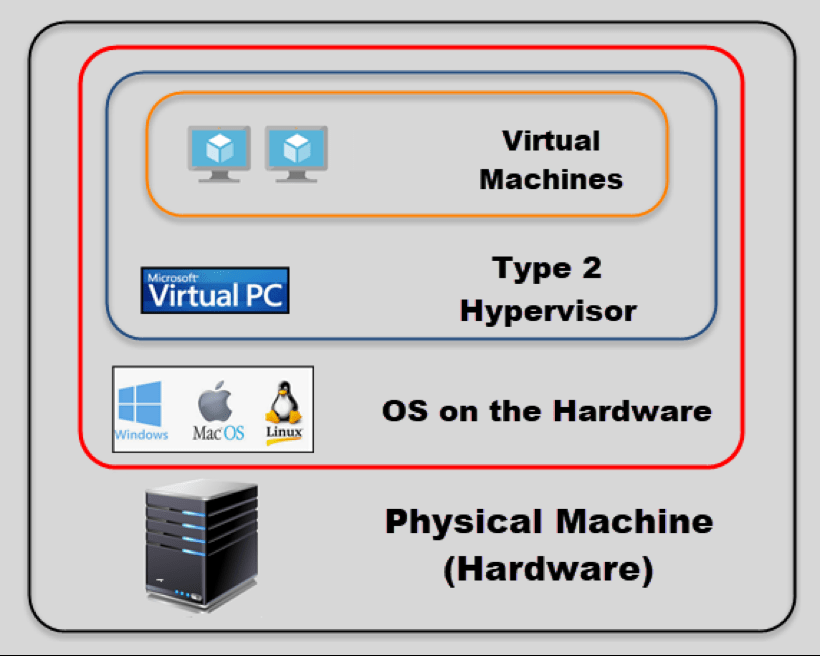 Virtual
Machines
Microsoft
Virtual PC
Type 2
Hypervisor
Windows
Mac OS
Linux
OS on the Hardware
Physical Machine
(Hardware)